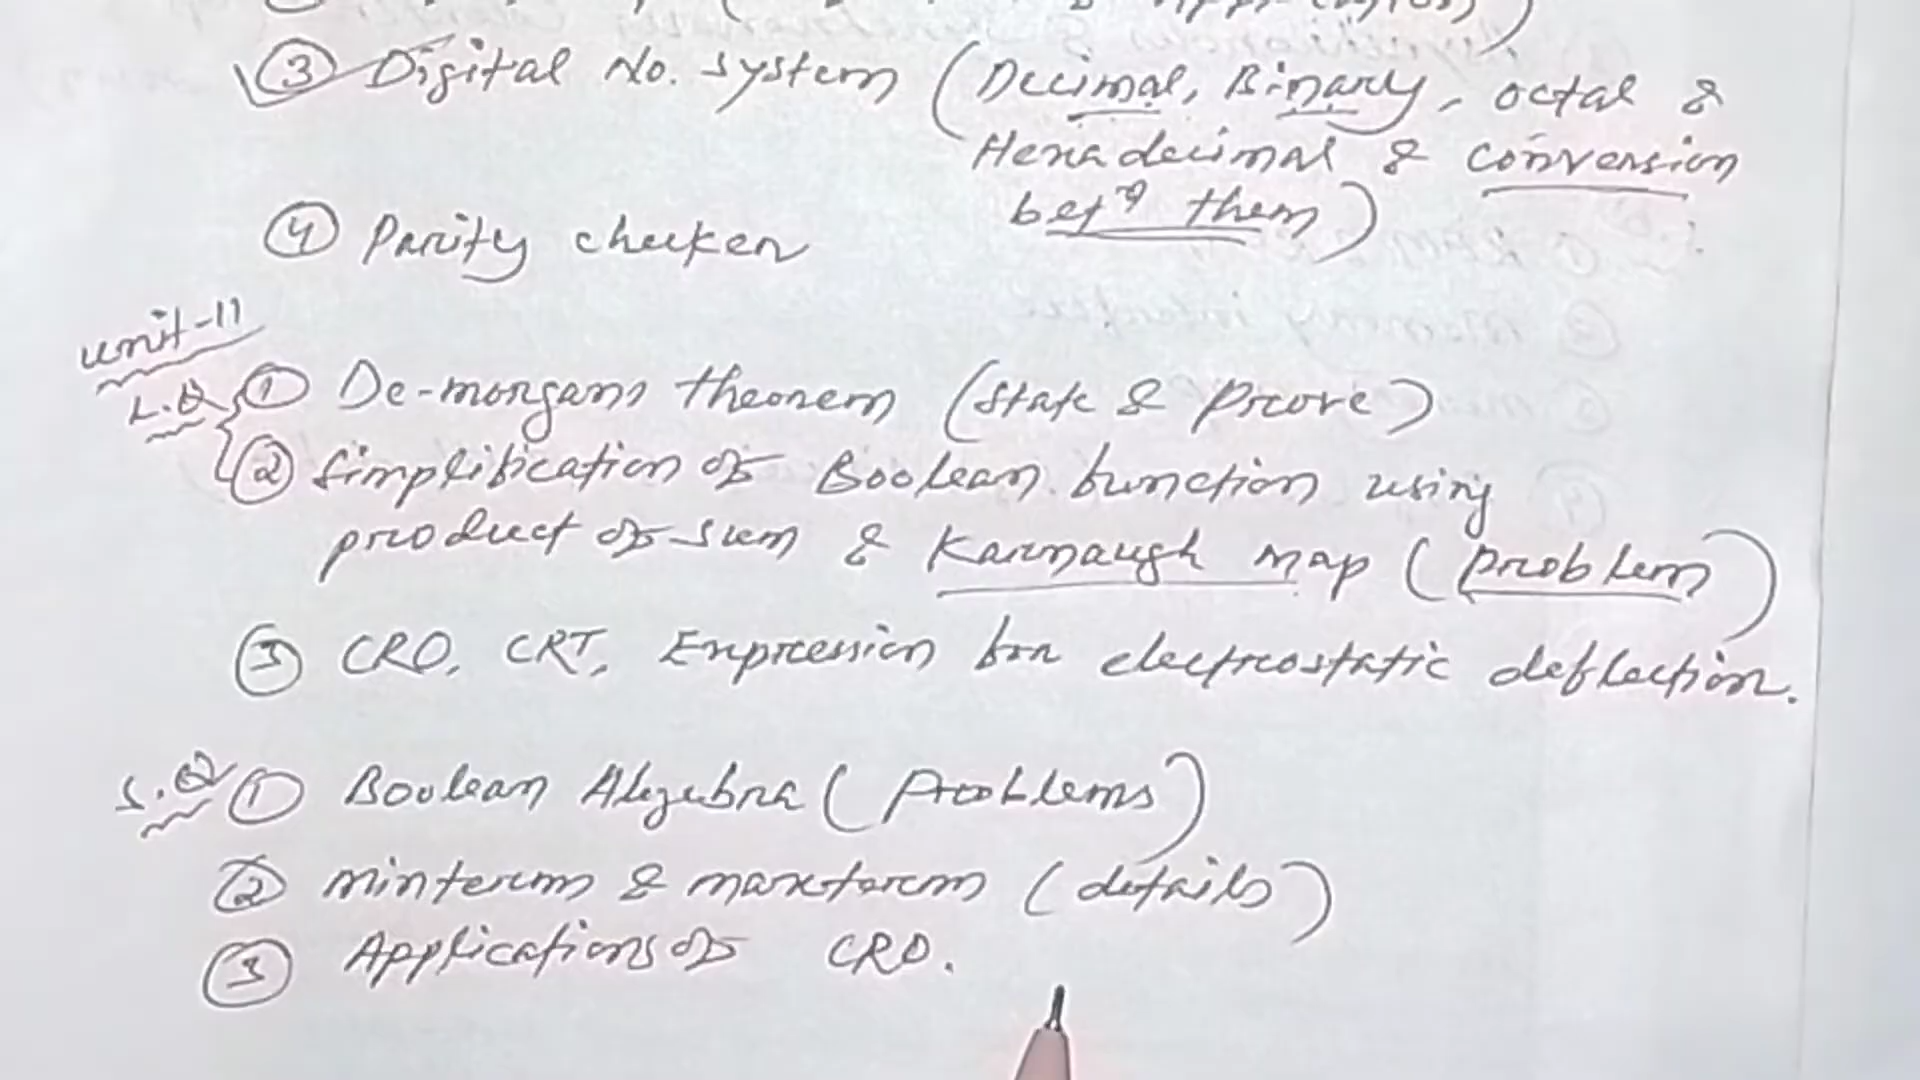 ③ Digital No. system (Decimal, Binary, octal &
Hexadecimal & conversion
betn them)
④ Parity checker
unit-11
L.Q ① De-morgans theorem (state & Prove)
② Simplification of Boolean function using
product of sum & Karnaugh map (problem)
③ CRO, CRT, Expression for electrostatic deflection.
S.Q ① Boolean Algebra (Problems)
② minterm & maxterm (details)
③ Applications of CRO.